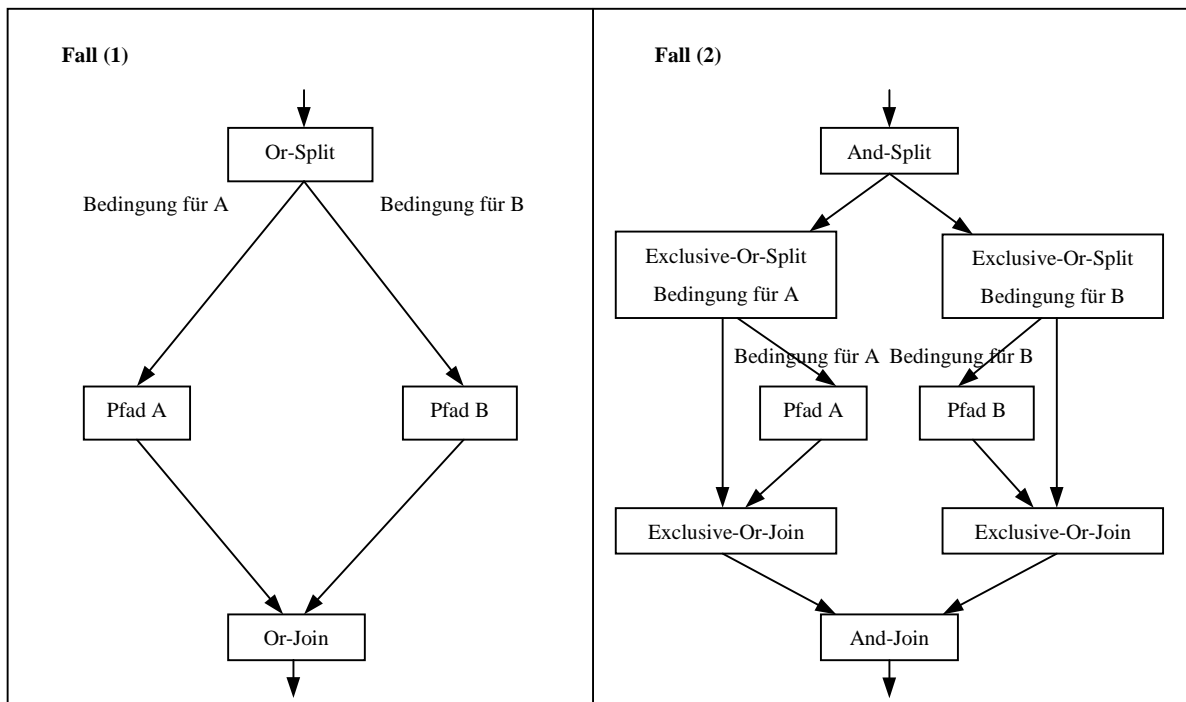 Fall (1)
Or-Split
Bedingung für A
Bedingung für B
Pfad A
Pfad B
Or-Join
Fall (2)
And-Split
Exclusive-Or-Split
Bedingung für A
Exclusive-Or-Split
Bedingung für B
Bedingung für A
Bedingung für B
Pfad A
Pfad B
Exclusive-Or-Join
Exclusive-Or-Join
And-Join